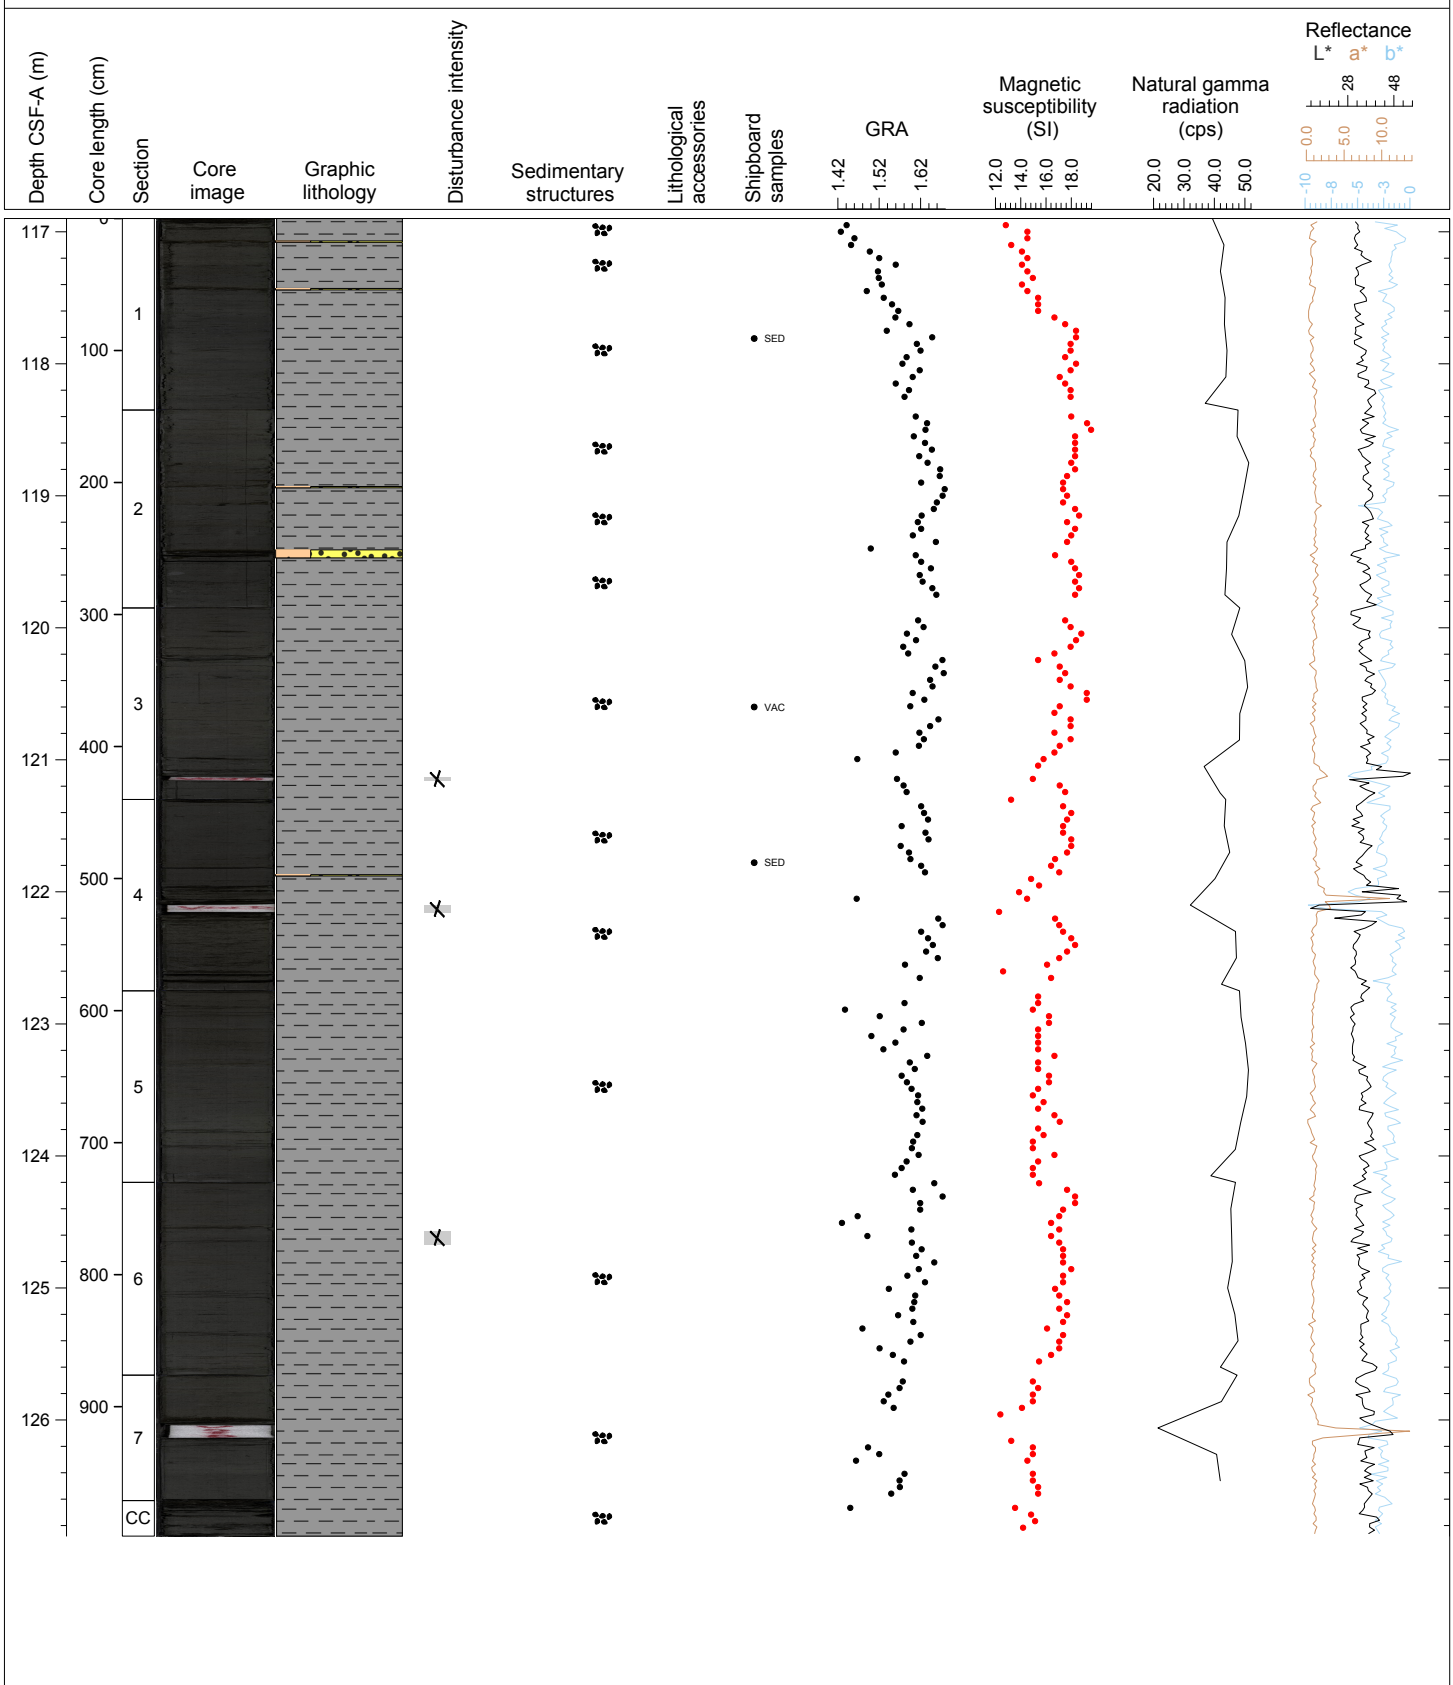 Depth CSF-A (m)
Core length (cm)
Section
Core
image
Graphic
lithology
Disturbance intensity
Sedimentary
structures
Lithological
accessories
Shipboard
samples
GRA
1.42 1.52 1.62
Magnetic
susceptibility
(SI)
12.0 14.0 16.0 18.0
Natural gamma
radiation
(cps)
20.0 30.0 40.0 50.0
Reflectance
L* a* b*
28 48
0.0 5.0 10.0
-10 -8 -5 -3 0
0
117
1
SED
100
118
200
119
2
300
120
3
VAC
400
121
SED
500
122
4
600
123
5
700
124
800
6
125
900
126
7
CC